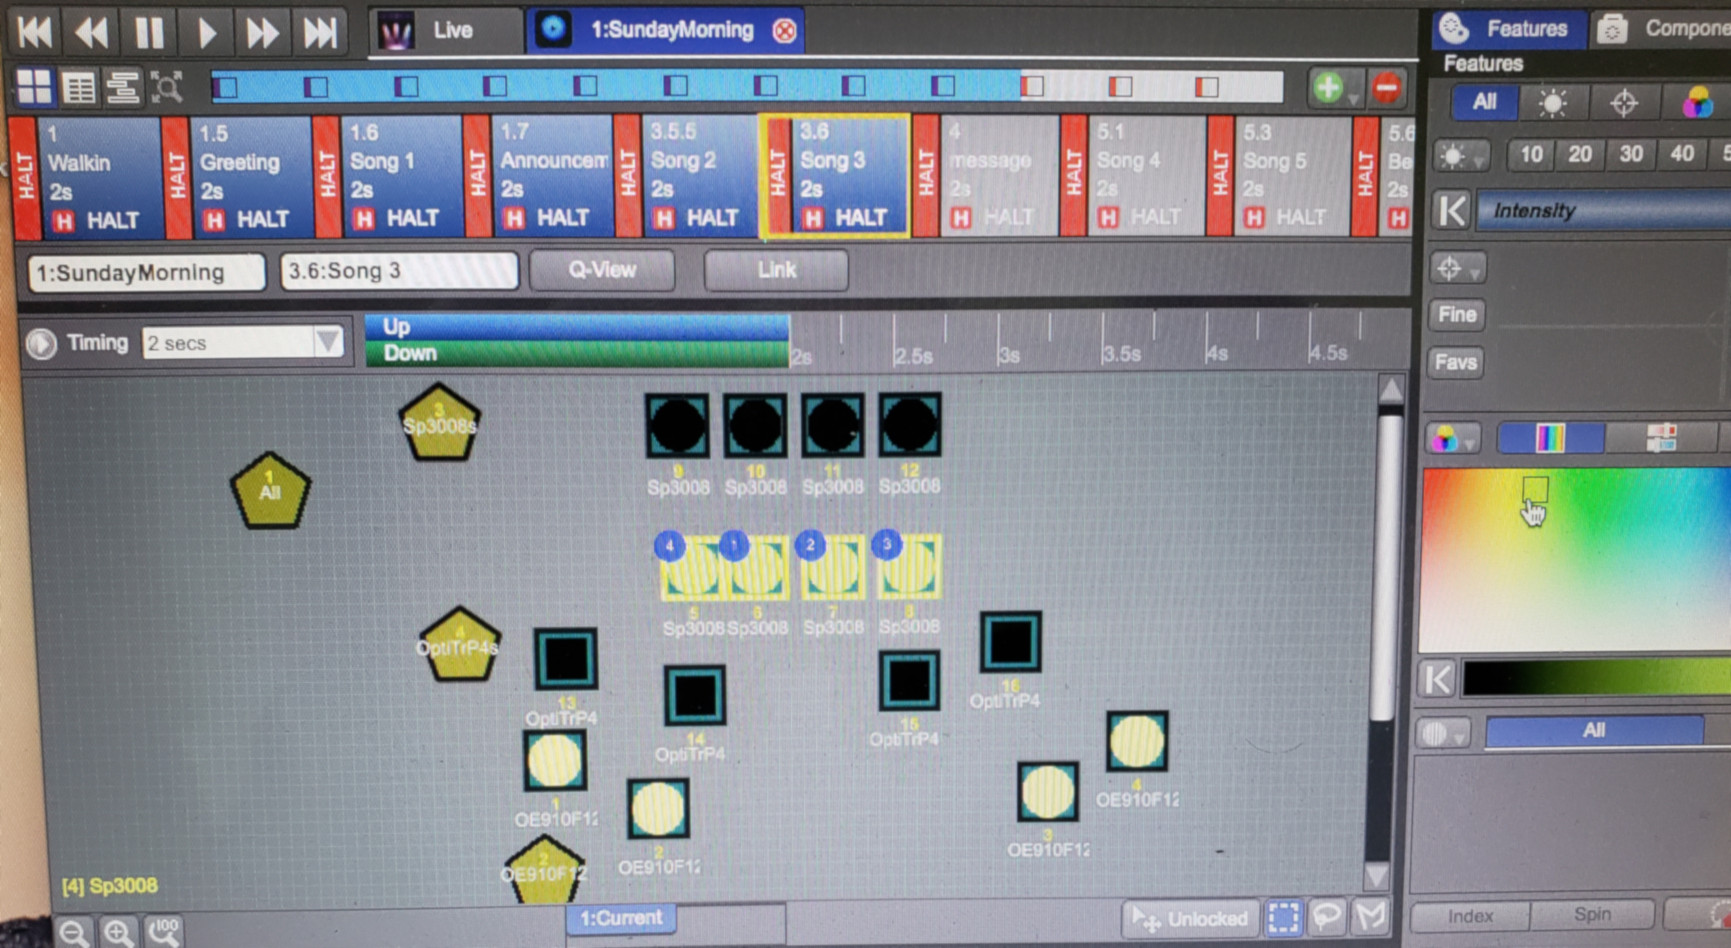 Live
1:SundayMorning
Features
Compone
Features
All
HALT
1
Walkin
2s
H HALT
HALT
1.5
Greeting
2s
H HALT
HALT
1.6
Song 1
2s
H HALT
HALT
1.7
Announcem
2s
H HALT
HALT
3.5.5
Song 2
2s
H HALT
HALT
3.6
Song 3
2s
H HALT
HALT
4
message
2s
H HALT
HALT
5.1
Song 4
2s
H HALT
HALT
5.3
Song 5
2s
H HALT
HALT
5.6
Be
2s
H
10 20 30 40 5
Intensity
1:SundayMorning
3.6:Song 3
Q-View
Link
Fine
Favs
Timing
2 secs
Up
Down
2s
2.5s
3s
3.5s
4s
4.5s
3
Sp3008s
1
All
9
Sp3008
10
Sp3008
11
Sp3008
12
Sp3008
4
1
2
3
5
Sp3008
6
Sp3008
7
Sp3008
8
Sp3008
4
OptiTrP4s
13
OptiTrP4
14
OptiTrP4
15
OptiTrP4
16
OptiTrP4
1
OE910F12
2
OE910F12
3
OE910F12
4
OE910F12
2
OE910F12
All
[4] Sp3008
100
1:Current
Unlocked
Index
Spin